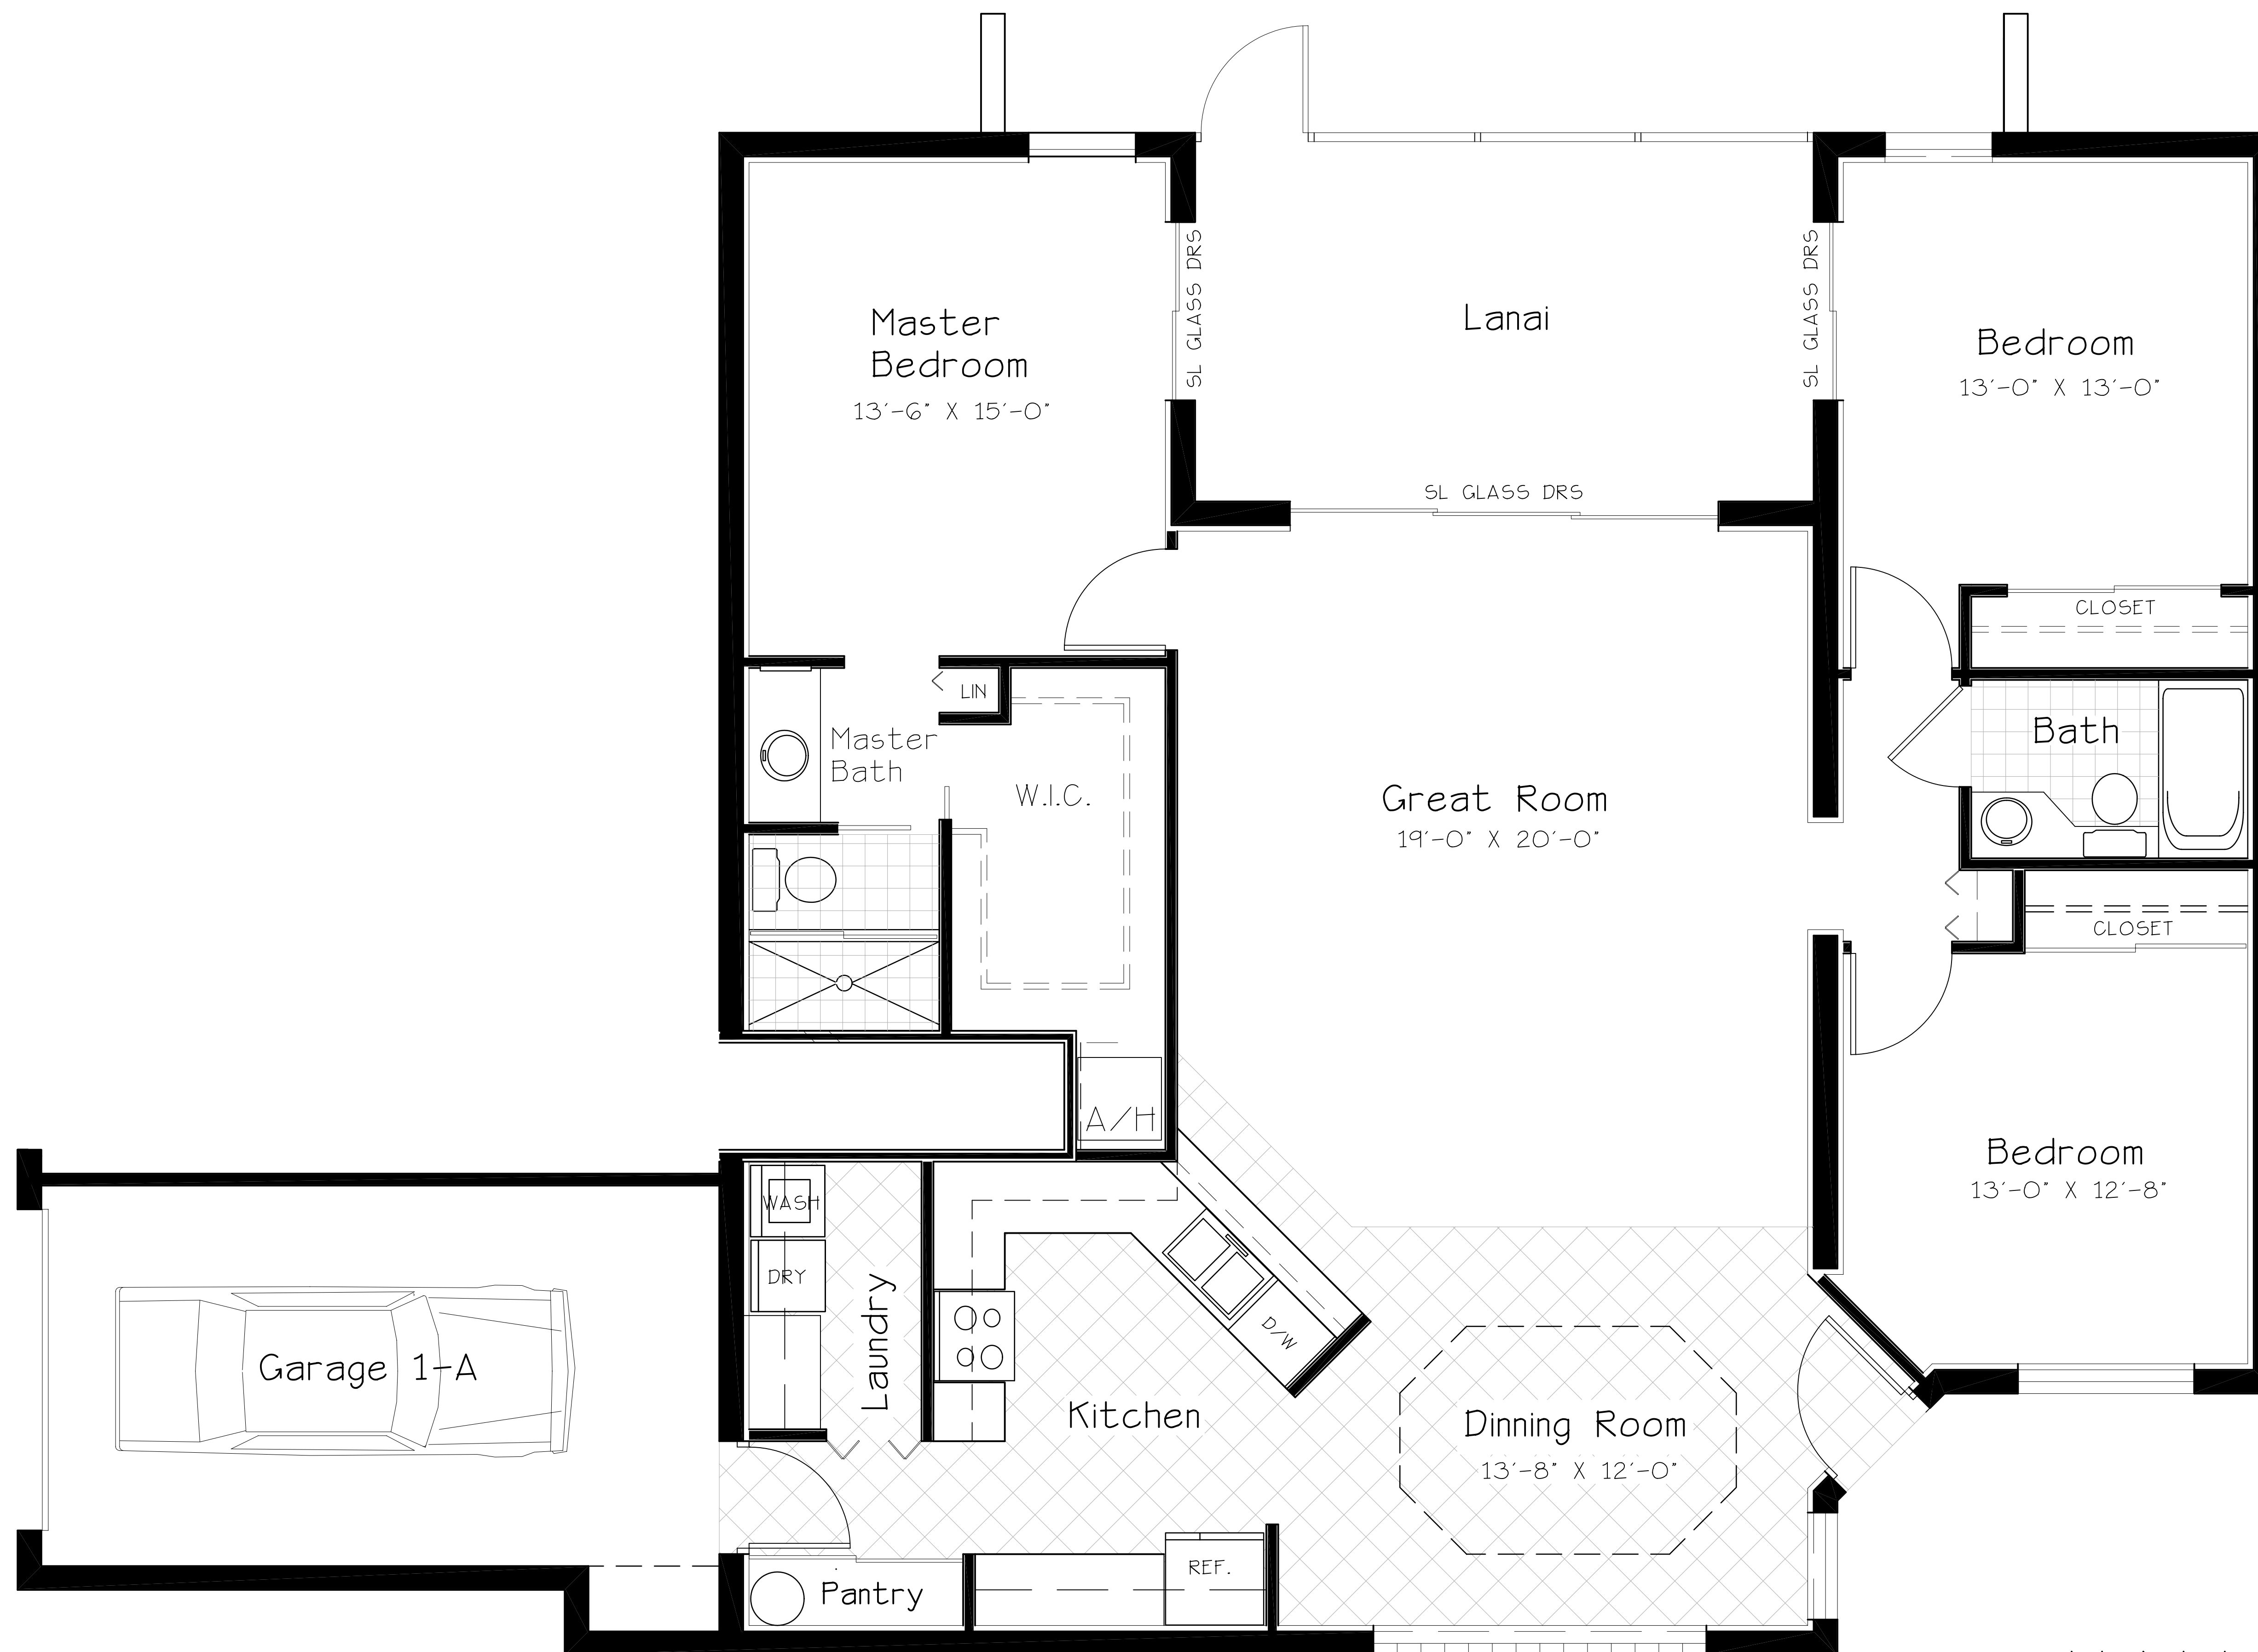 Master
Bedroom
13'-6" X 15'-0"
SL GLASS DRS
Lanai
SL GLASS DRS
SL GLASS DRS
Bedroom
13'-0" X 13'-0"
CLOSET
LIN
Master
Bath
W.I.C.
Great Room
19'-0" X 20'-0"
Bath
CLOSET
A/H
Bedroom
13'-0" X 12'-8"
WASH
DRY
Laundry
Garage 1-A
D/W
Kitchen
Dinning Room
13'-8" X 12'-0"
REF.
Pantry